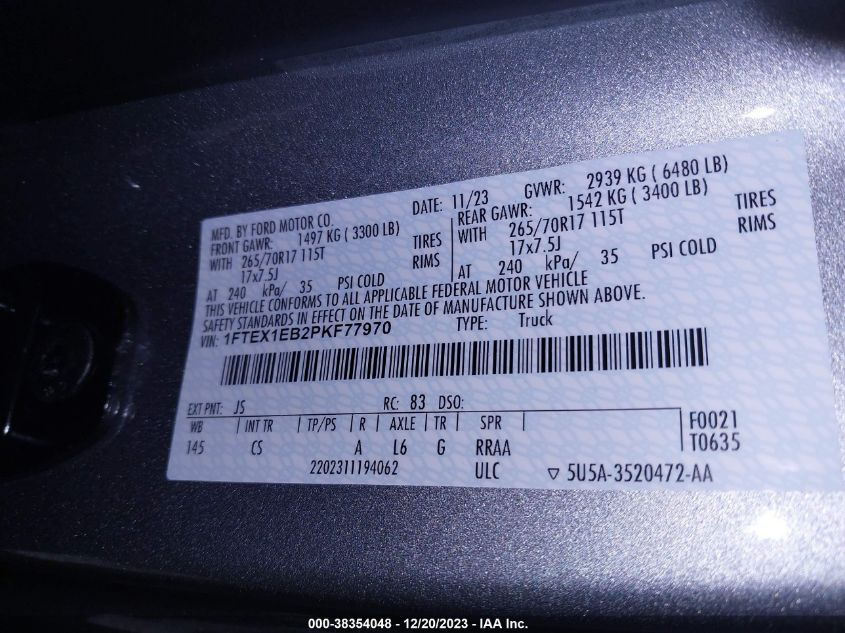 MFD. BY FORD MOTOR CO.
DATE: 11/23 GVWR: 2939 KG ( 6480 LB)
FRONT GAWR: 1497 KG ( 3300 LB)
WITH 265/70R17 115T TIRES
17x7.5J RIMS
AT 240 kPa/ 35 PSI COLD
REAR GAWR: 1542 KG ( 3400 LB)
WITH 265/70R17 115T TIRES
17x7.5J RIMS
AT 240 kPa/ 35 PSI COLD
THIS VEHICLE CONFORMS TO ALL APPLICABLE FEDERAL MOTOR VEHICLE
SAFETY STANDARDS IN EFFECT ON THE DATE OF MANUFACTURE SHOWN ABOVE.
VIN: 1FTEX1EB2PKF77970 TYPE: Truck
EXT PNT: JS RC: 83 DSO:
WB INT TR TP/PS R AXLE TR SPR F0021
145 CS A L6 G RRAA T0635
2202311194062 ULC ▽ 5U5A-3520472-AA
000-38354048 - 12/20/2023 - IAA Inc.